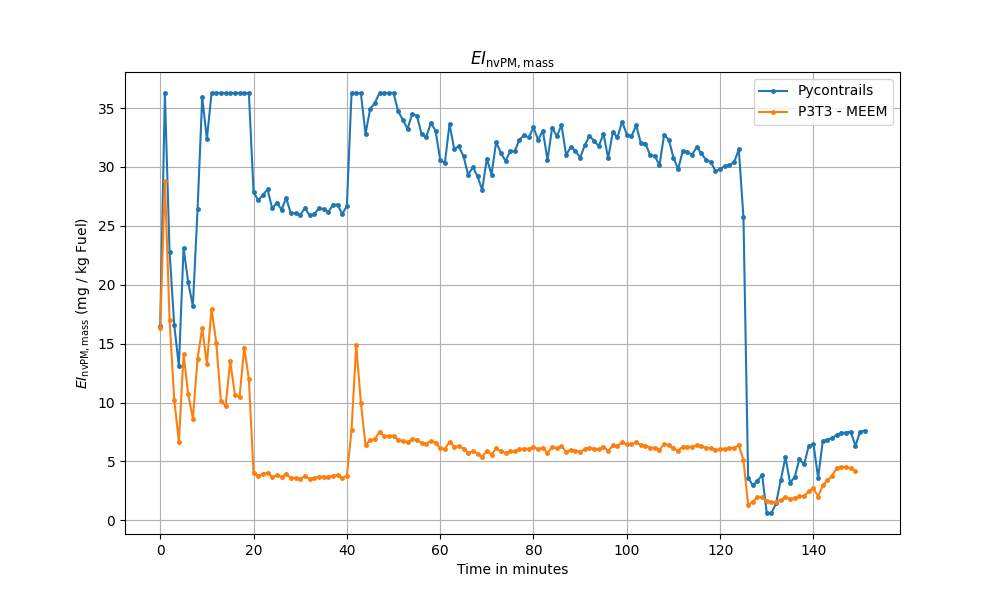 EI_nvPM, mass
Pycontrails
P3T3 - MEEM
EI_nvPM, mass (mg / kg Fuel)
35
30
25
20
15
10
5
0
0 20 40 60 80 100 120 140
Time in minutes